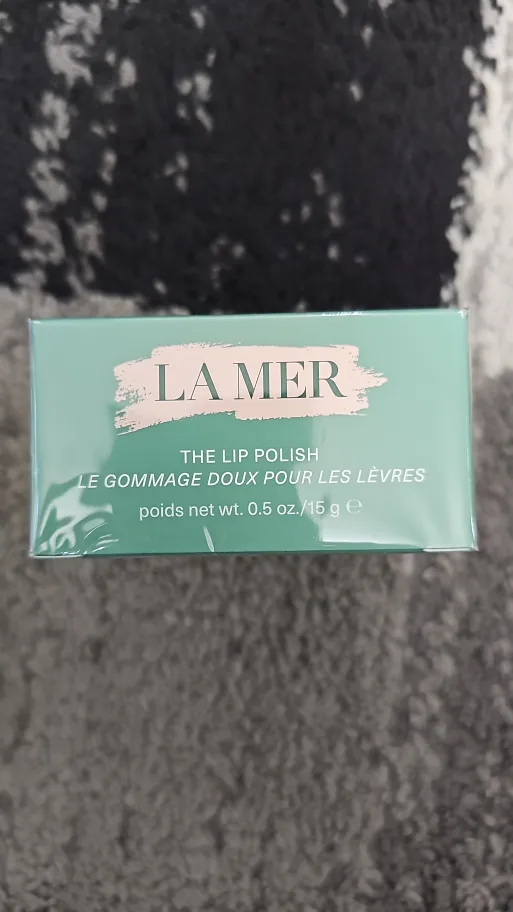 LA MER
THE LIP POLISH
LE GOMMAGE DOUX POUR LES LÈVRES
poids net wt. 0.5 oz./15 g ℮